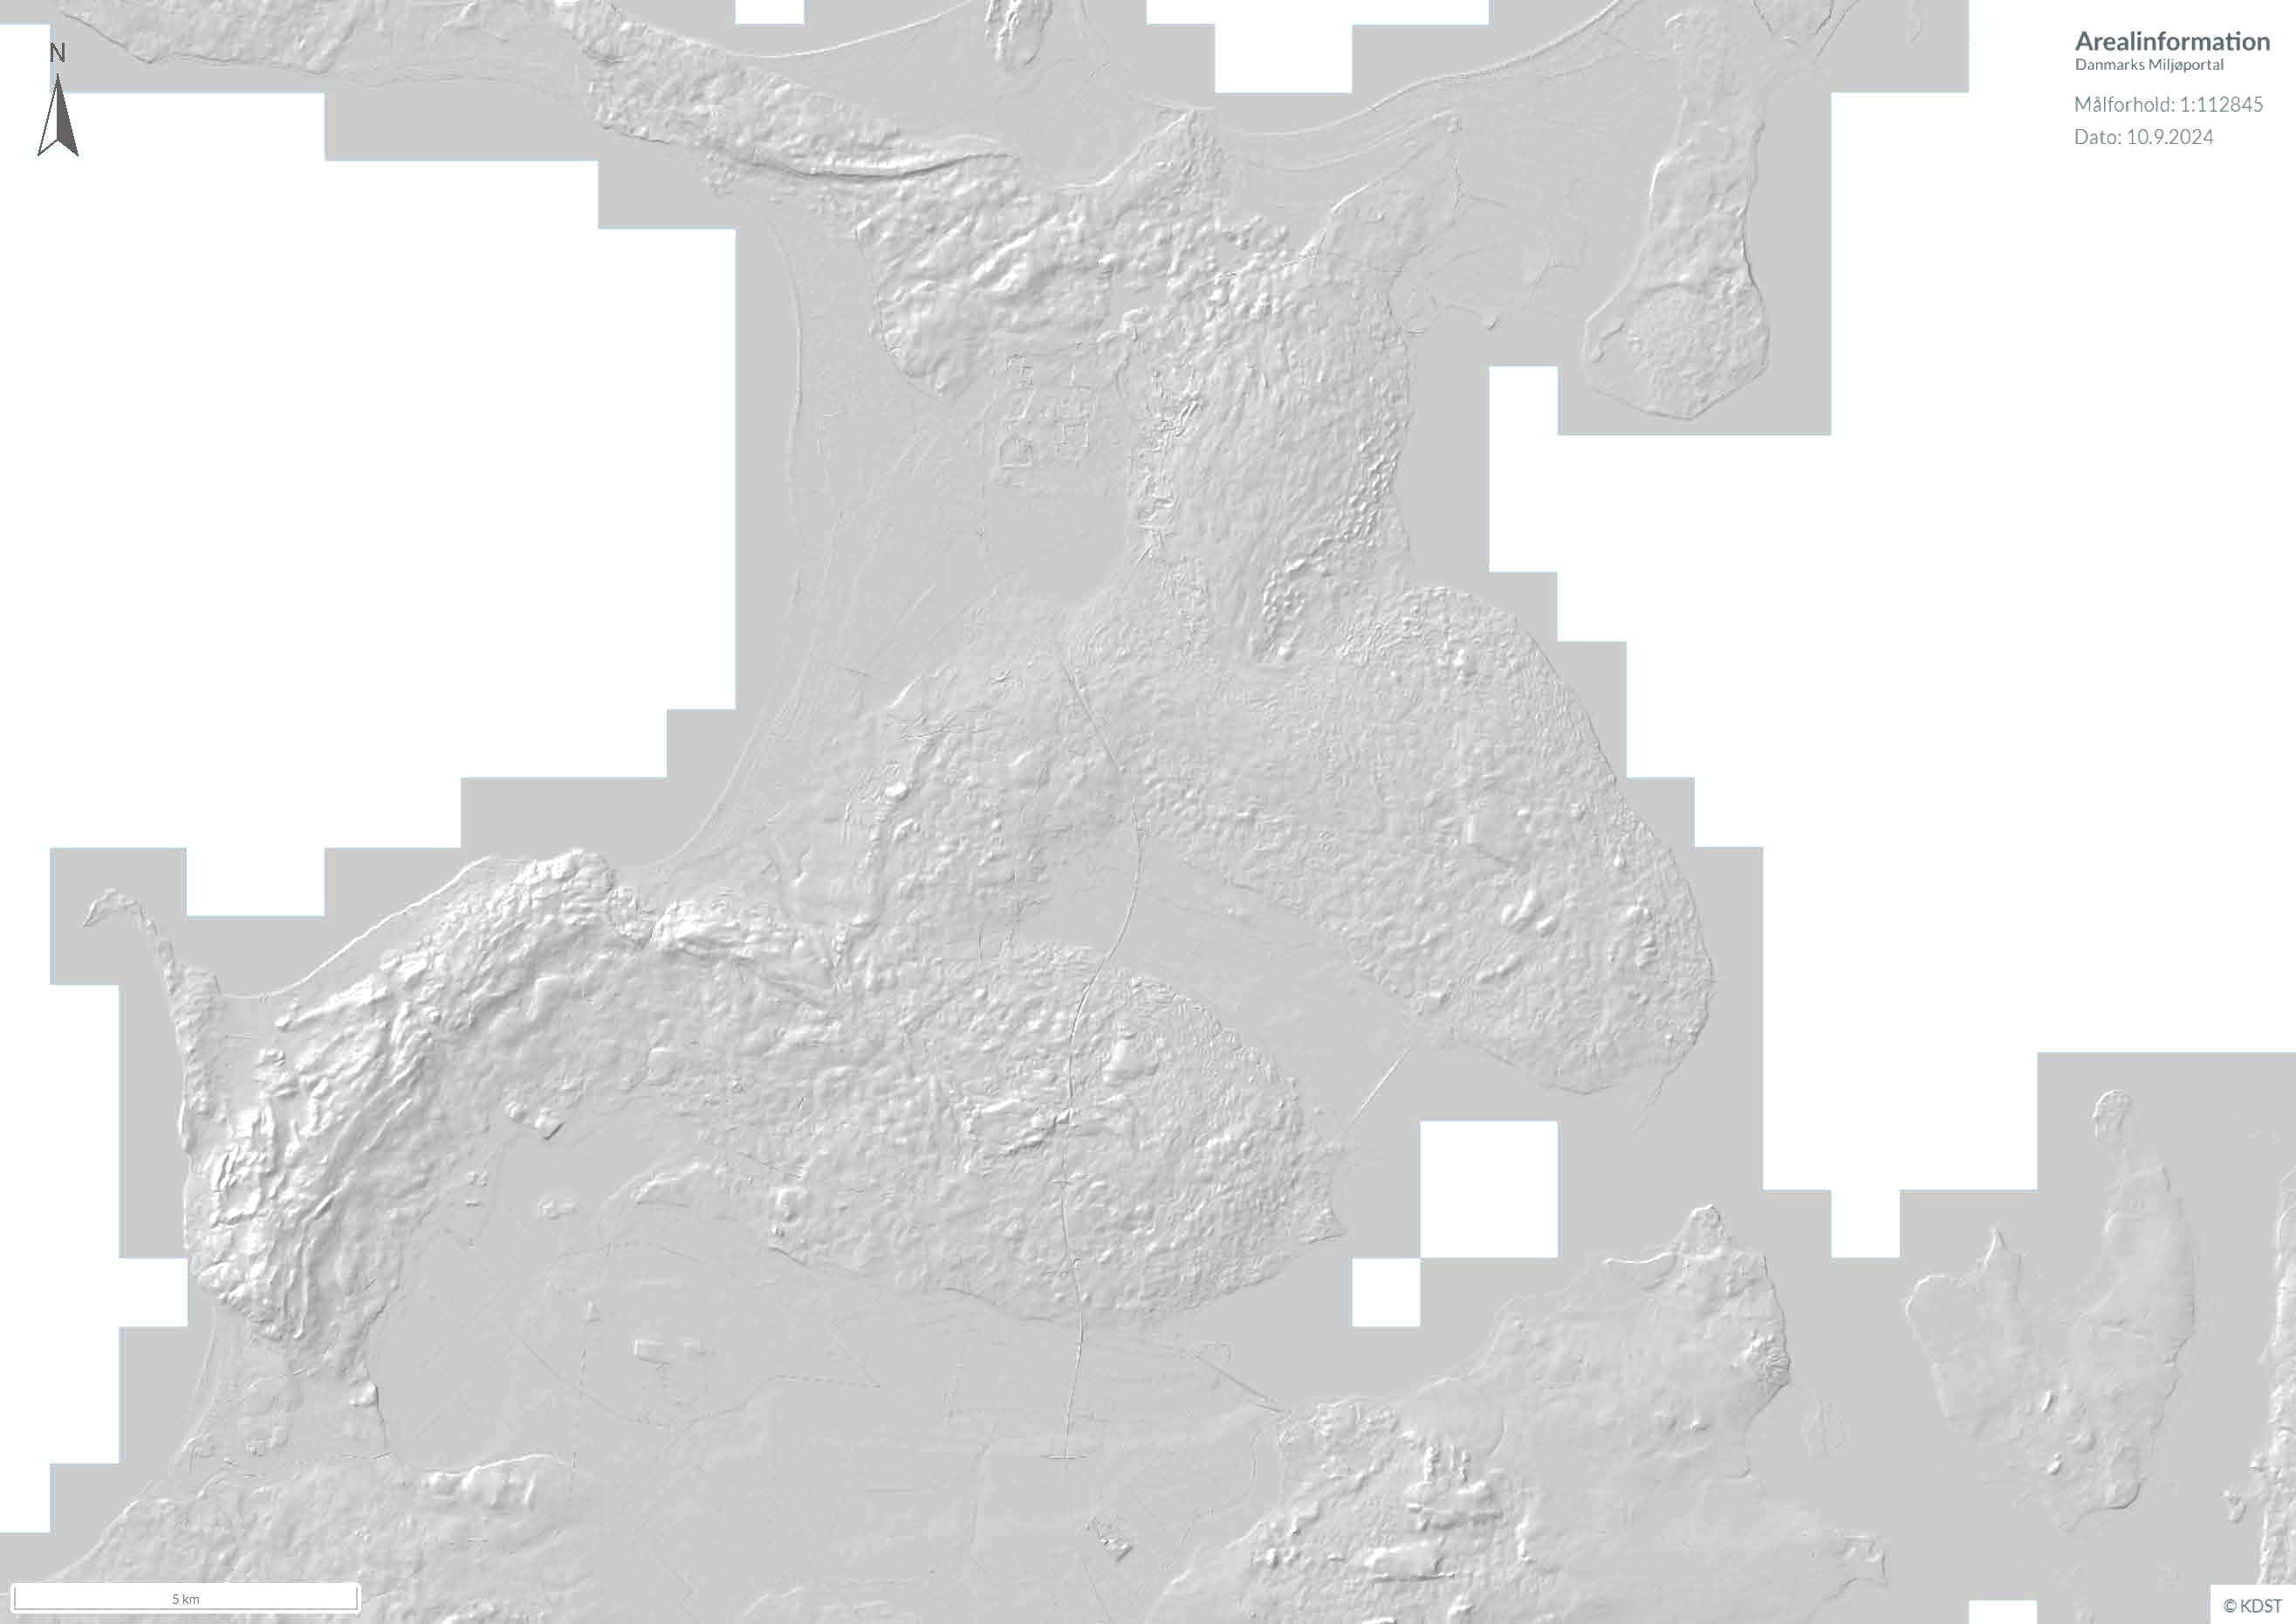 N
Arealinformation
Danmarks Miljøportal
Målforhold: 1:112845
Dato: 10.9.2024
5 km
© KDST